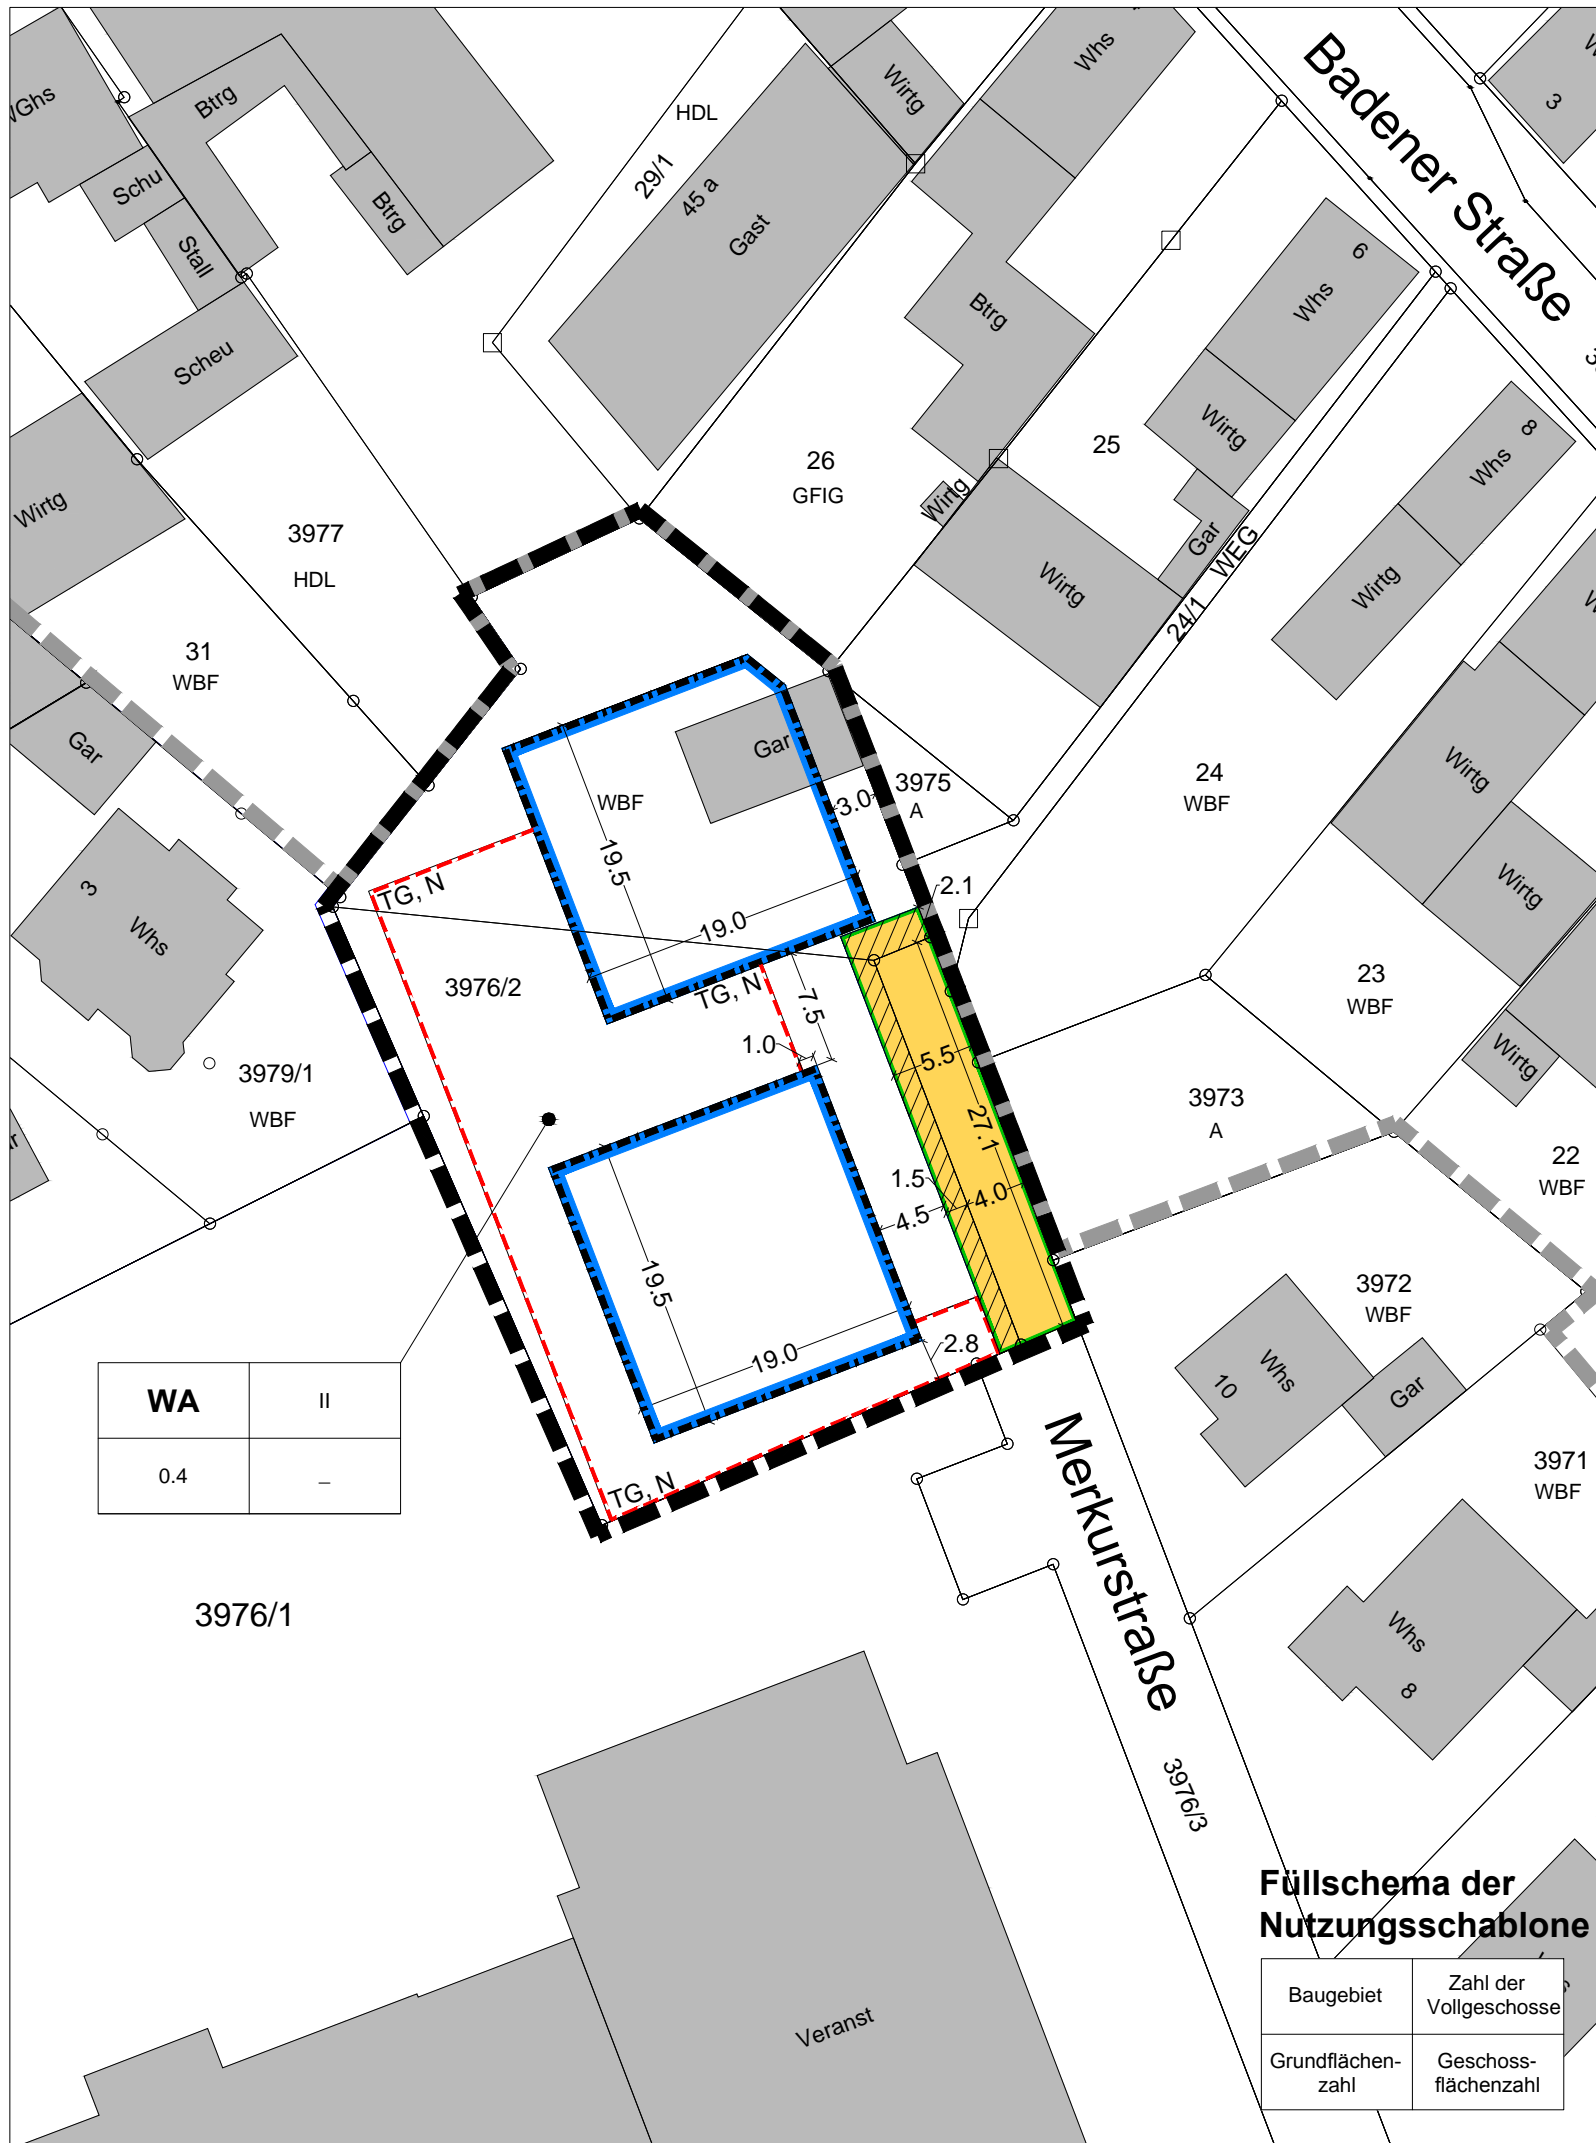 Btrg
Schu
Stall
Btrg
Scheu
Wirtg
HDL
29/1
45 a
Gast
Wirtg
Whs
Badener Straße
3
Btrg
6
Whs
Wirtg
Gar
WEG
24/1
8
Whs
Wirtg
26
GFIG
25
Wirtg
Wirtg
3977
HDL
31
WBF
Gar
3
Whs
3979/1
WBF
WBF
Gar
3975
A
3.0
19.5
19.0
TG, N
2.1
3976/2
TG, N
7.5
1.0
5.5
27.1
1.5
4.0
4.5
19.5
19.0
2.8
TG, N
24
WBF
Wirtg
Wirtg
23
WBF
Wirtg
3973
A
22
WBF
3972
WBF
Whs
10
Gar
3971
WBF
Whs
8
WA
II
0.4
–
3976/1
Merkurstraße
3976/3
Veranst
Füllschema der
Nutzungsschablone
Baugebiet
Zahl der
Vollgeschosse
Grundflächen-
zahl
Geschoss-
flächenzahl